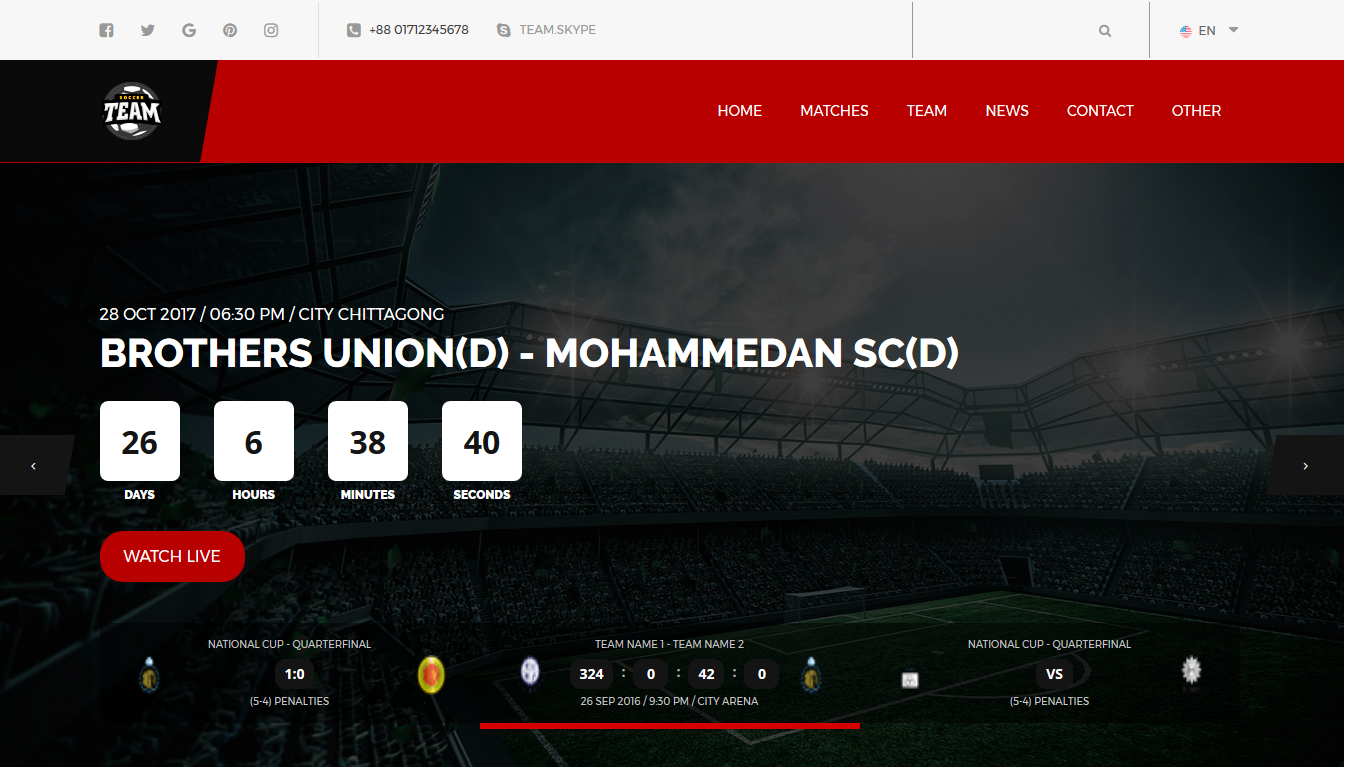 +88 01712345678
TEAM.SKYPE
EN
SOCCER
TEAM
HOME
MATCHES
TEAM
NEWS
CONTACT
OTHER
28 OCT 2017 / 06:30 PM / CITY CHITTAGONG
BROTHERS UNION(D) - MOHAMMEDAN SC(D)
26
6
38
40
DAYS
HOURS
MINUTES
SECONDS
WATCH LIVE
NATIONAL CUP - QUARTERFINAL
1:0
(5-4) PENALTIES
TEAM NAME 1 - TEAM NAME 2
324 : 0 : 42 : 0
26 SEP 2016 / 9:30 PM / CITY ARENA
NATIONAL CUP - QUARTERFINAL
VS
(5-4) PENALTIES